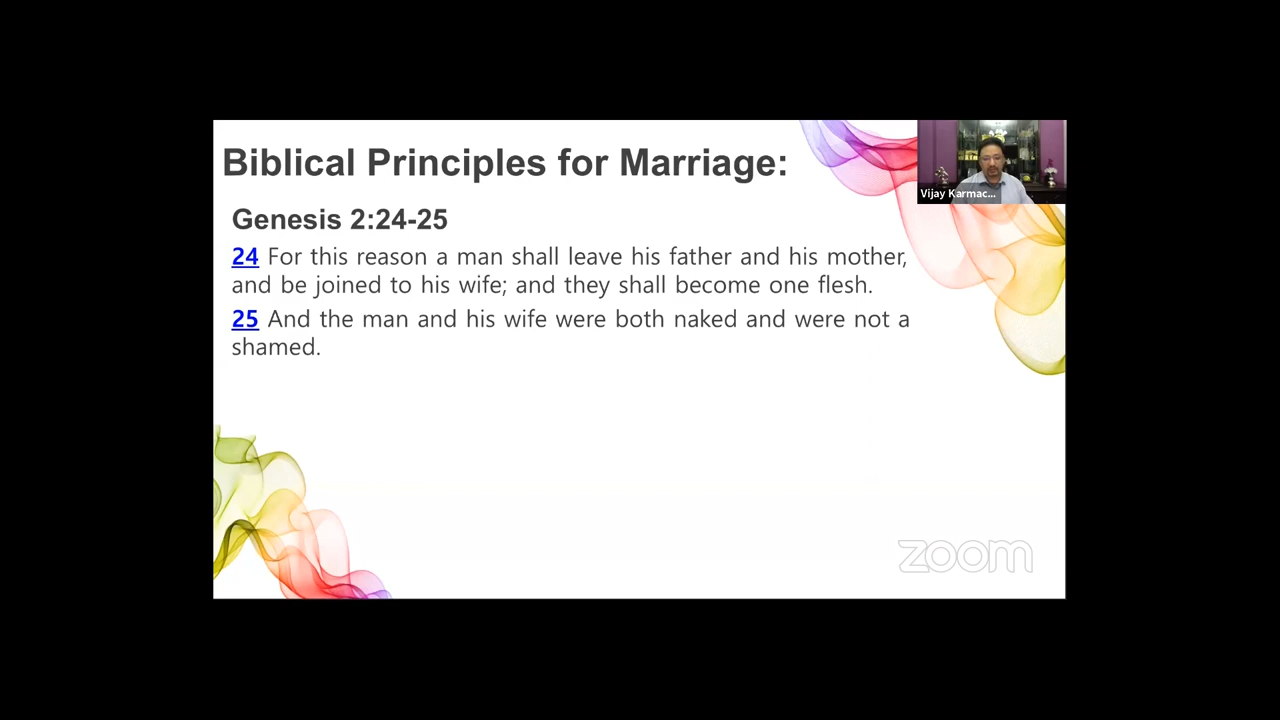 Biblical Principles for Marriage:
Vijay Karmac...
Genesis 2:24-25
24 For this reason a man shall leave his father and his mother,
and be joined to his wife; and they shall become one flesh.
25 And the man and his wife were both naked and were not a
shamed.
zoom